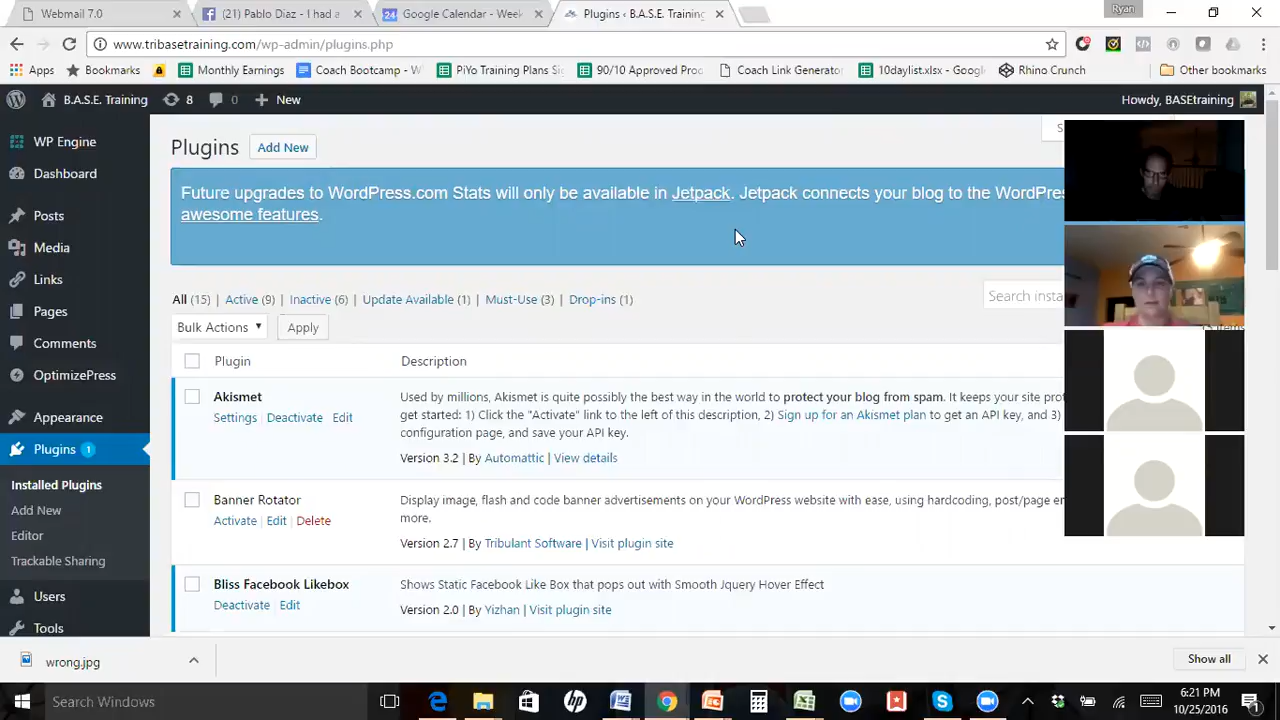 Webmail 7.0
(21) Pablo Diaz - I had a
24 Google Calendar - Week
Plugins ‹ B.A.S.E. Training
Ryan
www.tribasetraining.com/wp-admin/plugins.php
Apps
Bookmarks
Monthly Earnings
Coach Bootcamp - W
PiYo Training Plans Si
90/10 Approved Pro
Coach Link Generator
10daylist.xlsx - Google
Rhino Crunch
Other bookmarks
B.A.S.E. Training
8
0
New
Howdy, BASEtraining
WP Engine
Dashboard
Posts
Media
Links
Pages
Comments
OptimizePress
Appearance
Plugins 1
Installed Plugins
Add New
Editor
Trackable Sharing
Users
Tools
Plugins Add New
S
Future upgrades to WordPress.com Stats will only be available in Jetpack. Jetpack connects your blog to the WordPres
awesome features.
All (15) | Active (9) | Inactive (6) | Update Available (1) | Must-Use (3) | Drop-ins (1)
Search insta
Bulk Actions Apply
Plugin Description
Akismet
Settings | Deactivate | Edit
Used by millions, Akismet is quite possibly the best way in the world to protect your blog from spam. It keeps your site pro
get started: 1) Click the "Activate" link to the left of this description, 2) Sign up for an Akismet plan to get an API key, and 3)
configuration page, and save your API key.
Version 3.2 | By Automattic | View details
Banner Rotator
Activate | Edit | Delete
Display image, flash and code banner advertisements on your WordPress website with ease, using hardcoding, post/page em
more.
Version 2.7 | By Tribulant Software | Visit plugin site
Bliss Facebook Likebox
Deactivate | Edit
Shows Static Facebook Like Box that pops out with Smooth Jquery Hover Effect
Version 2.0 | By Yizhan | Visit plugin site
wrong.jpg
Show all
Search Windows
6:21 PM
10/25/2016